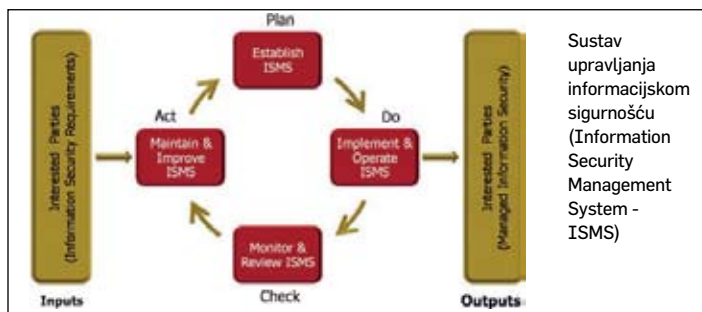 Plan
Establish
ISMS
Act
Do
Interested Parties
(Information Security Requirements)
Maintain &
Improve
ISMS
Implement &
Operate ISMS
Interested Parties
(Managed Information Security)
Monitor &
Review ISMS
Check
Inputs
Outputs
Sustav
upravljanja
informacijskom
sigurnošću
(Information
Security
Management
System -
ISMS)